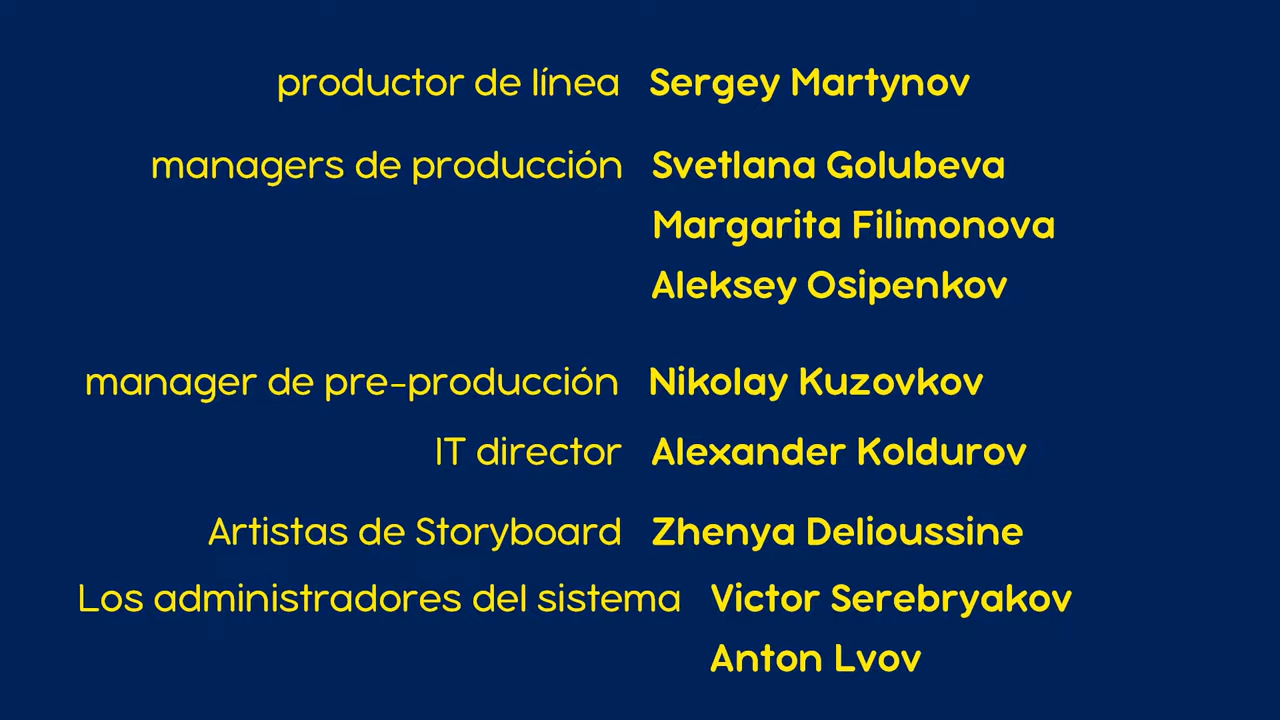 productor de línea Sergey Martynov
managers de producción Svetlana Golubeva
Margarita Filimonova
Aleksey Osipenkov
manager de pre-producción Nikolay Kuzovkov
IT director Alexander Koldurov
Artistas de Storyboard Zhenya Delioussine
Los administradores del sistema Victor Serebryakov
Anton Lvov